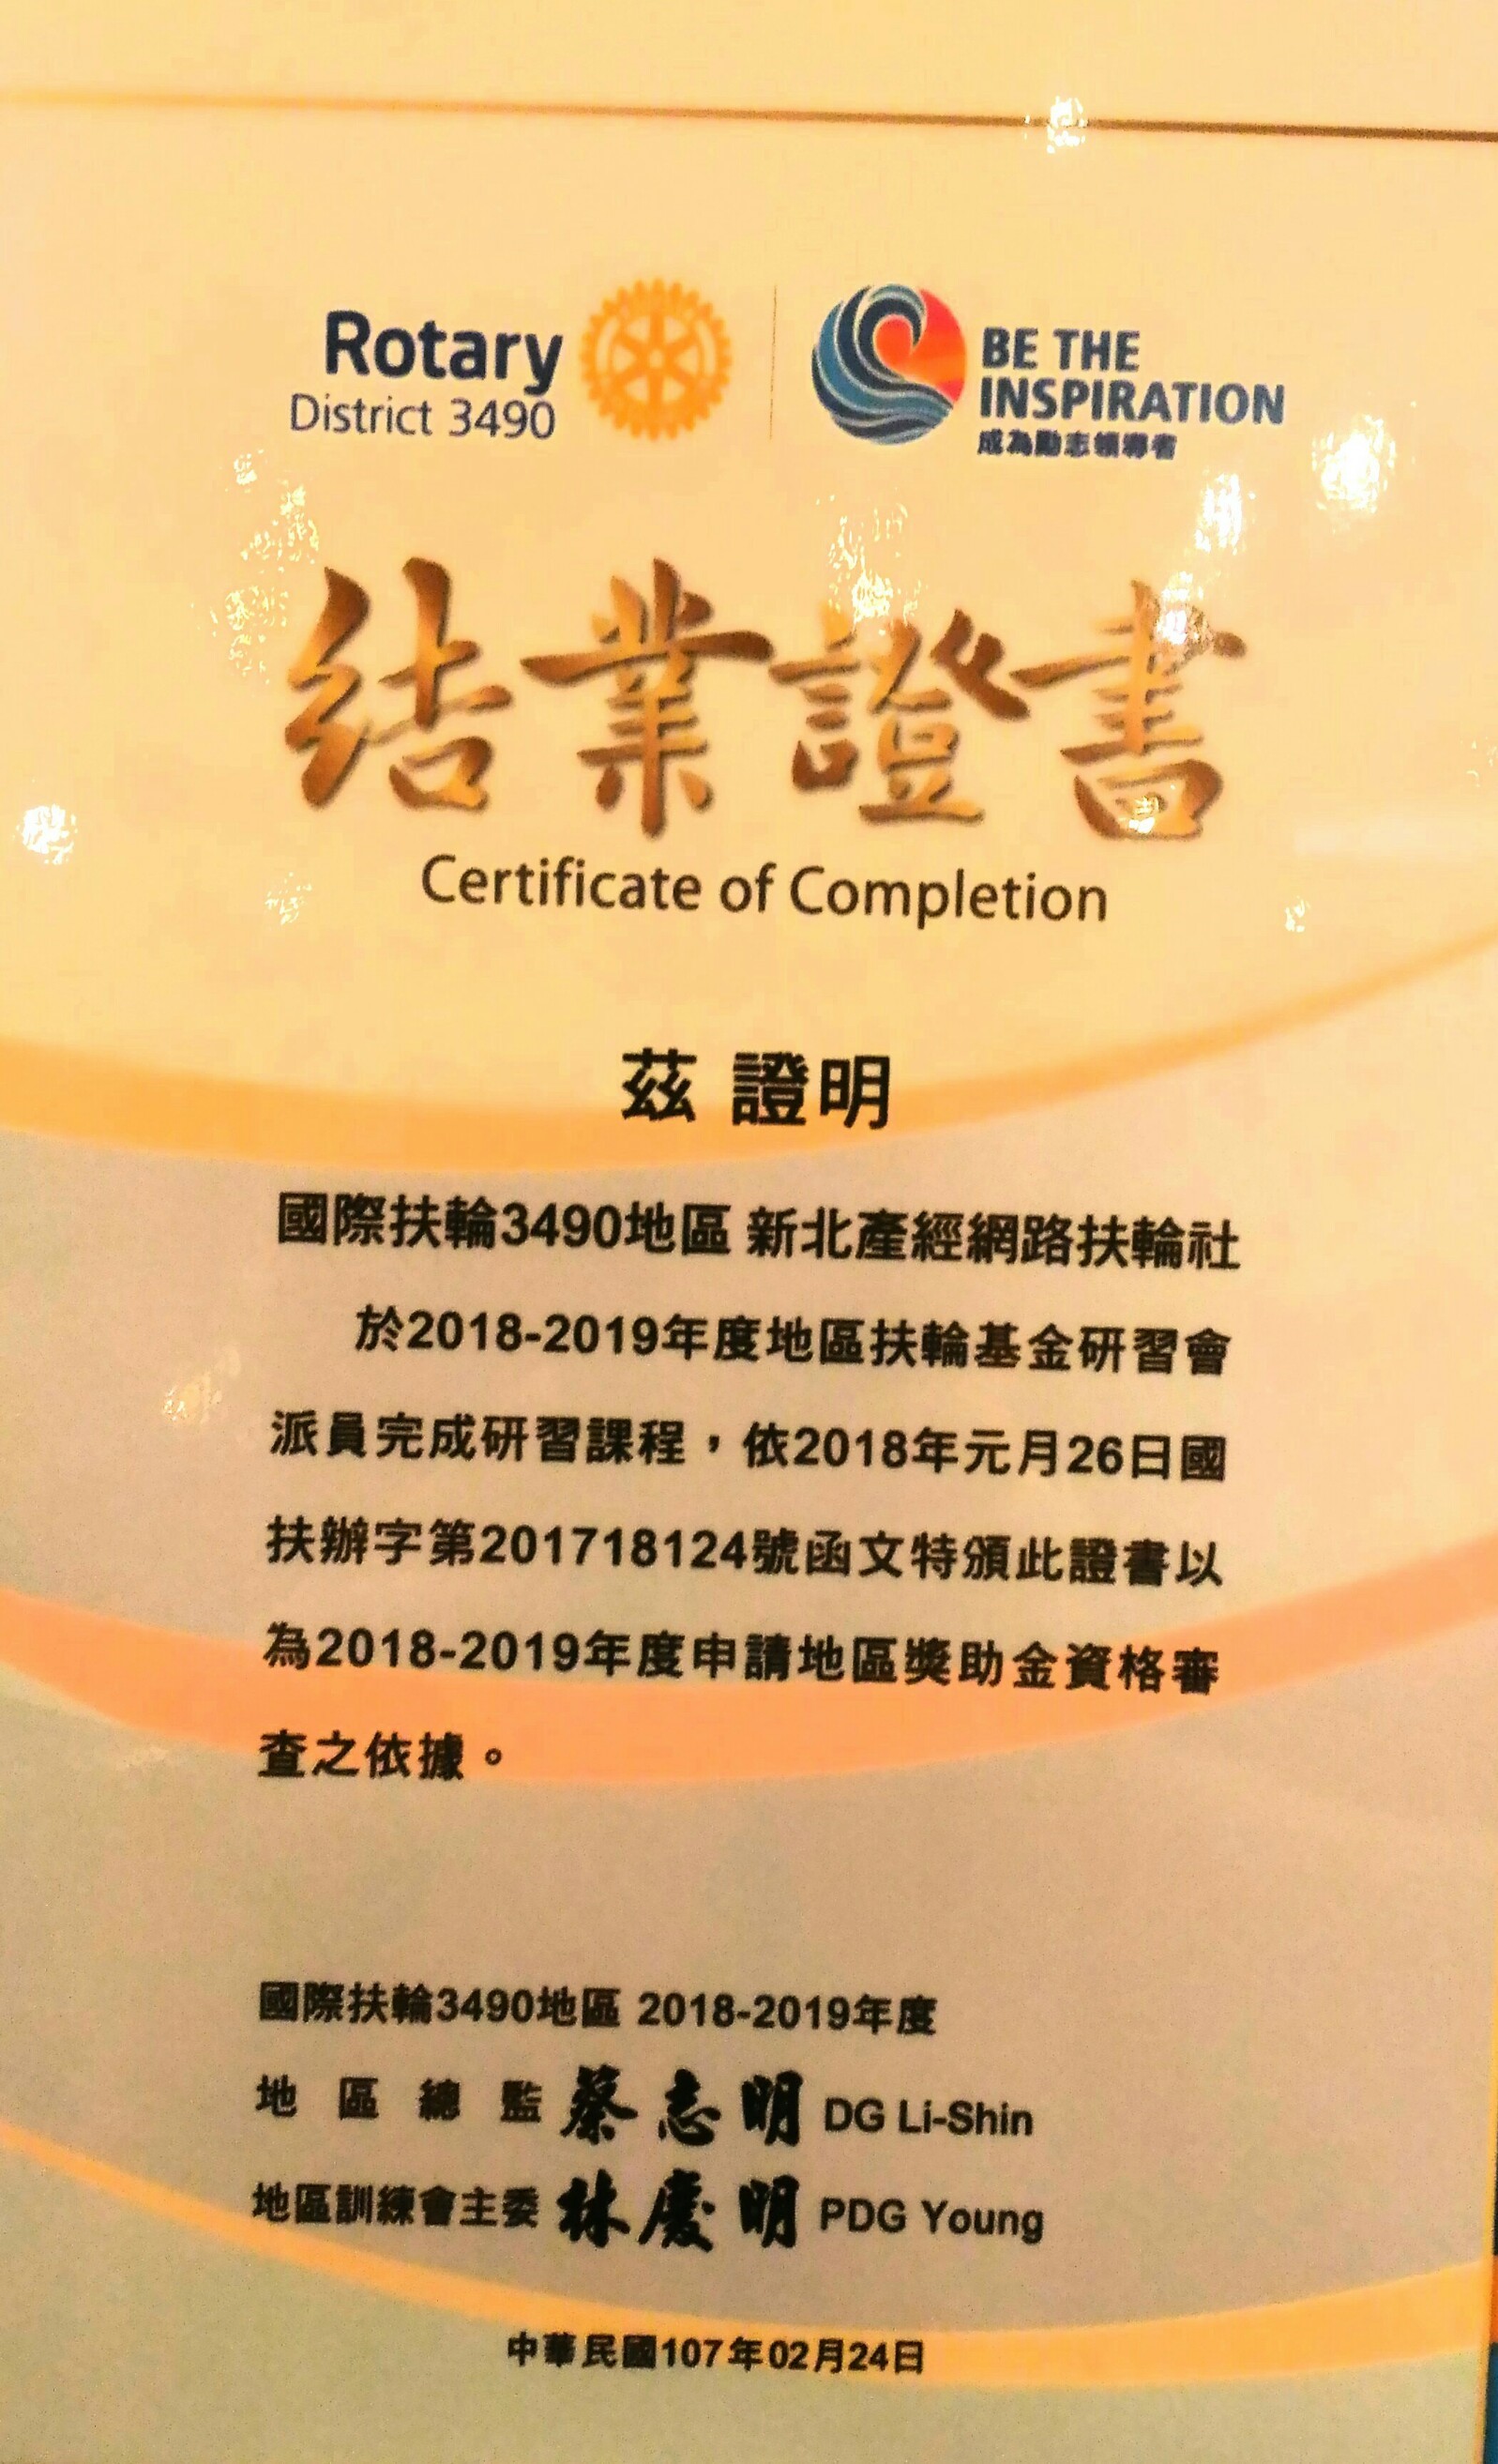 Rotary
District 3490
BE THE
INSPIRATION
成為勵志領導者
結業證書
Certificate of Completion
茲 證明
國際扶輪3490地區 新北產經網路扶輪社
於2018-2019年度地區扶輪基金研習會
派員完成研習課程，依2018年元月26日國
扶辦字第201718124號函文特頒此證書以
為2018-2019年度申請地區獎助金資格審
查之依據。
國際扶輪3490地區 2018-2019年度
地區總監 蔡志明 DG Li-Shin
地區訓練會主委 林慶明 PDG Young
中華民國107年02月24日